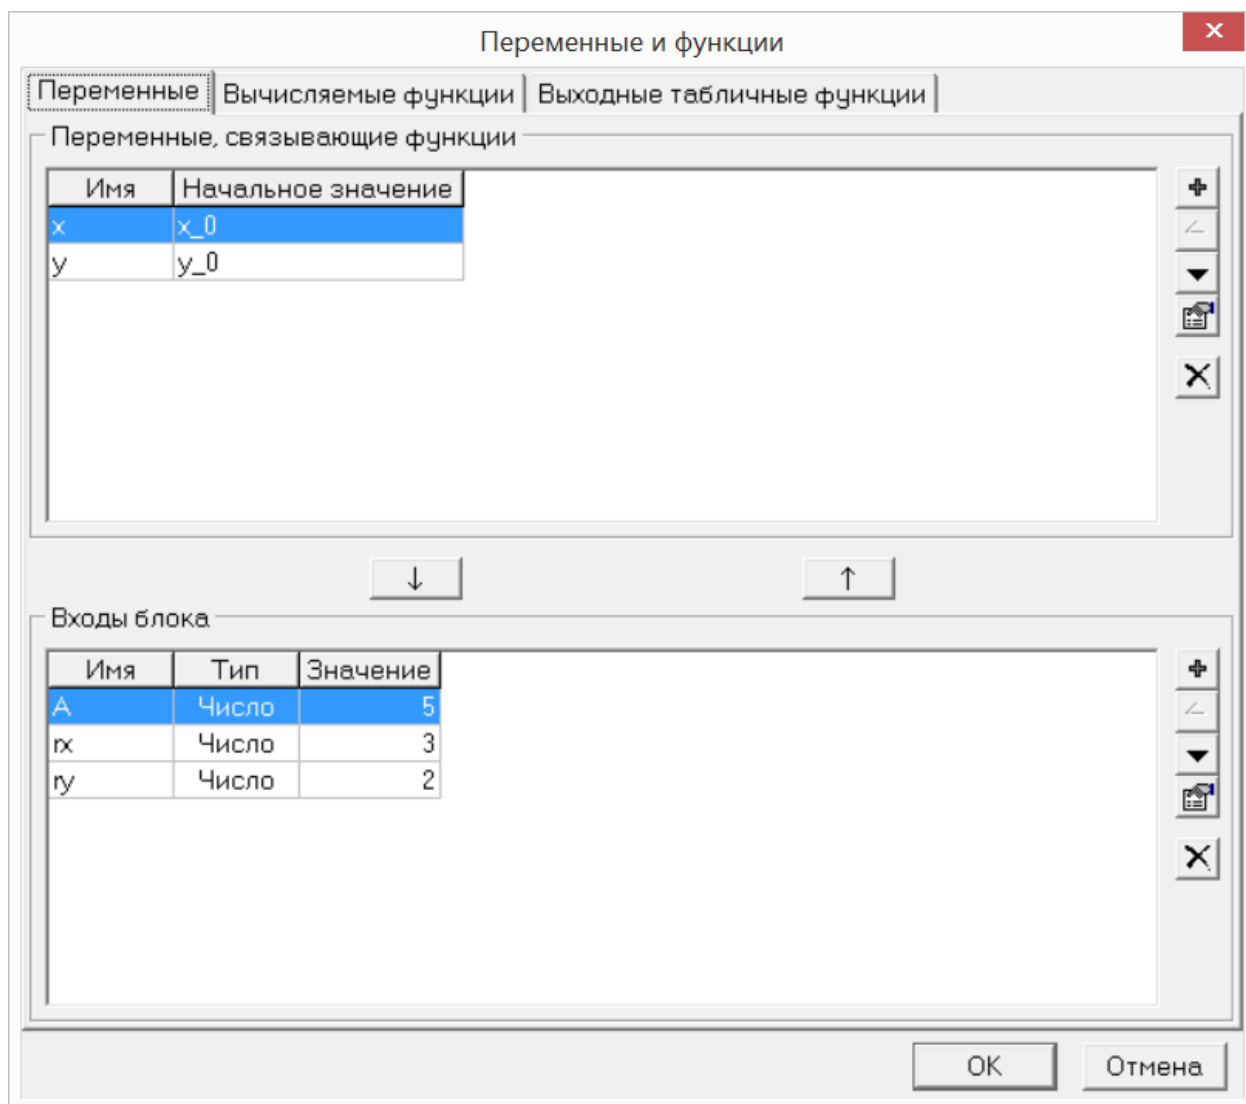 Переменные и функции
Переменные Вычисляемые функции Выходные табличные функции
Переменные, связывающие функции
Имя Начальное значение
x x_0
y y_0
Входы блока
Имя Тип Значение
A Число 5
rx Число 3
ry Число 2
OK Отмена